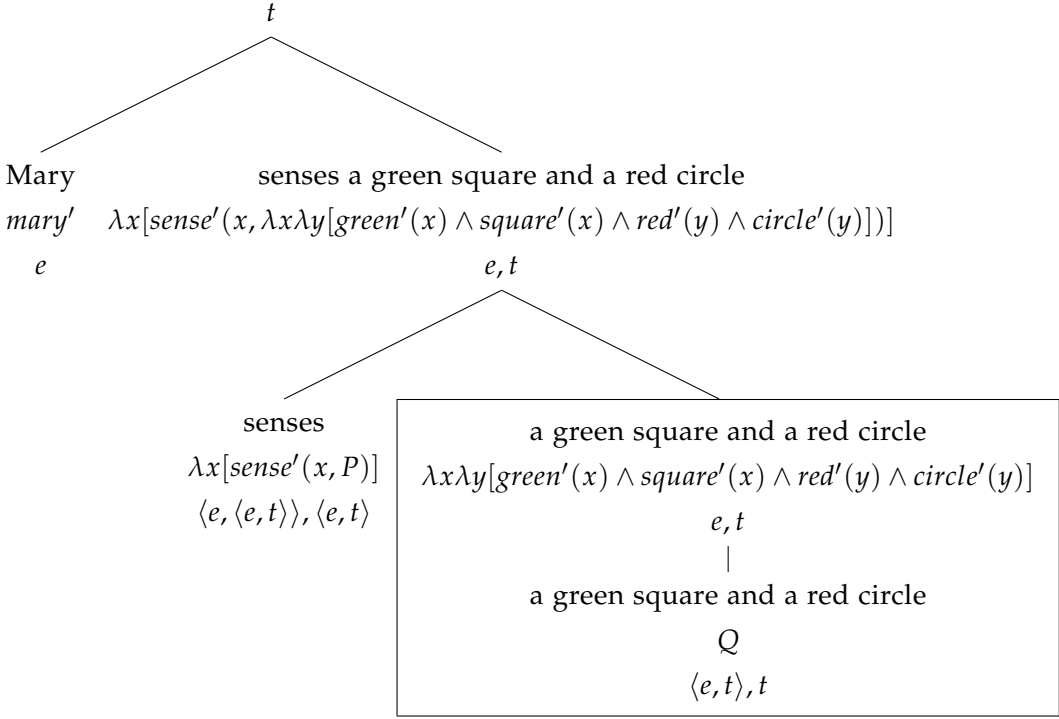 t
Mary senses a green square and a red circle
mary′ λx[sense′(x, λxλy[green′(x) ∧ square′(x) ∧ red′(y) ∧ circle′(y)])]
e e, t
senses a green square and a red circle
λx[sense′(x, P)] λxλy[green′(x) ∧ square′(x) ∧ red′(y) ∧ circle′(y)]
⟨e, ⟨e, t⟩⟩, ⟨e, t⟩ e, t
a green square and a red circle
Q
⟨e, t⟩, t